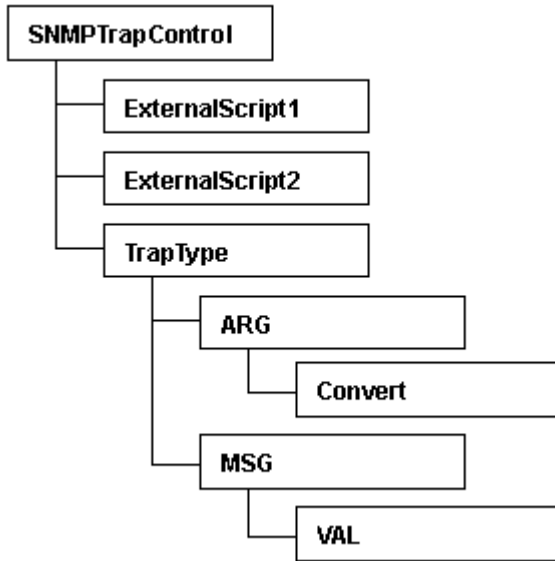 SNMPTrapControl
ExternalScript1
ExternalScript2
TrapType
ARG
Convert
MSG
VAL